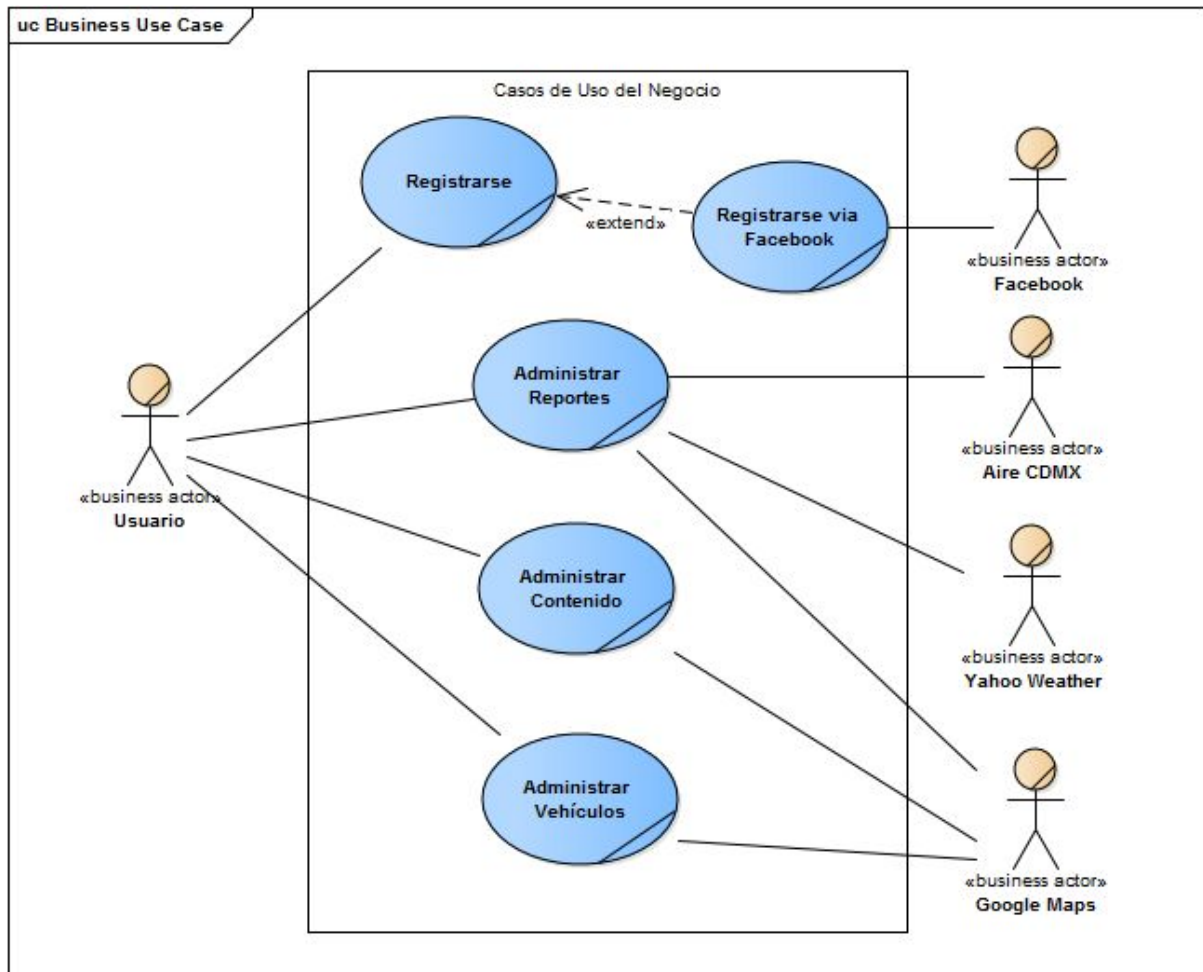 uc Business Use Case
Casos de Uso del Negocio
Registrarse
«extend»
Registrarse via
Facebook
«business actor»
Facebook
Administrar
Reportes
«business actor»
Aire CDMX
«business actor»
Usuario
Administrar
Contenido
«business actor»
Yahoo Weather
Administrar
Vehículos
«business actor»
Google Maps